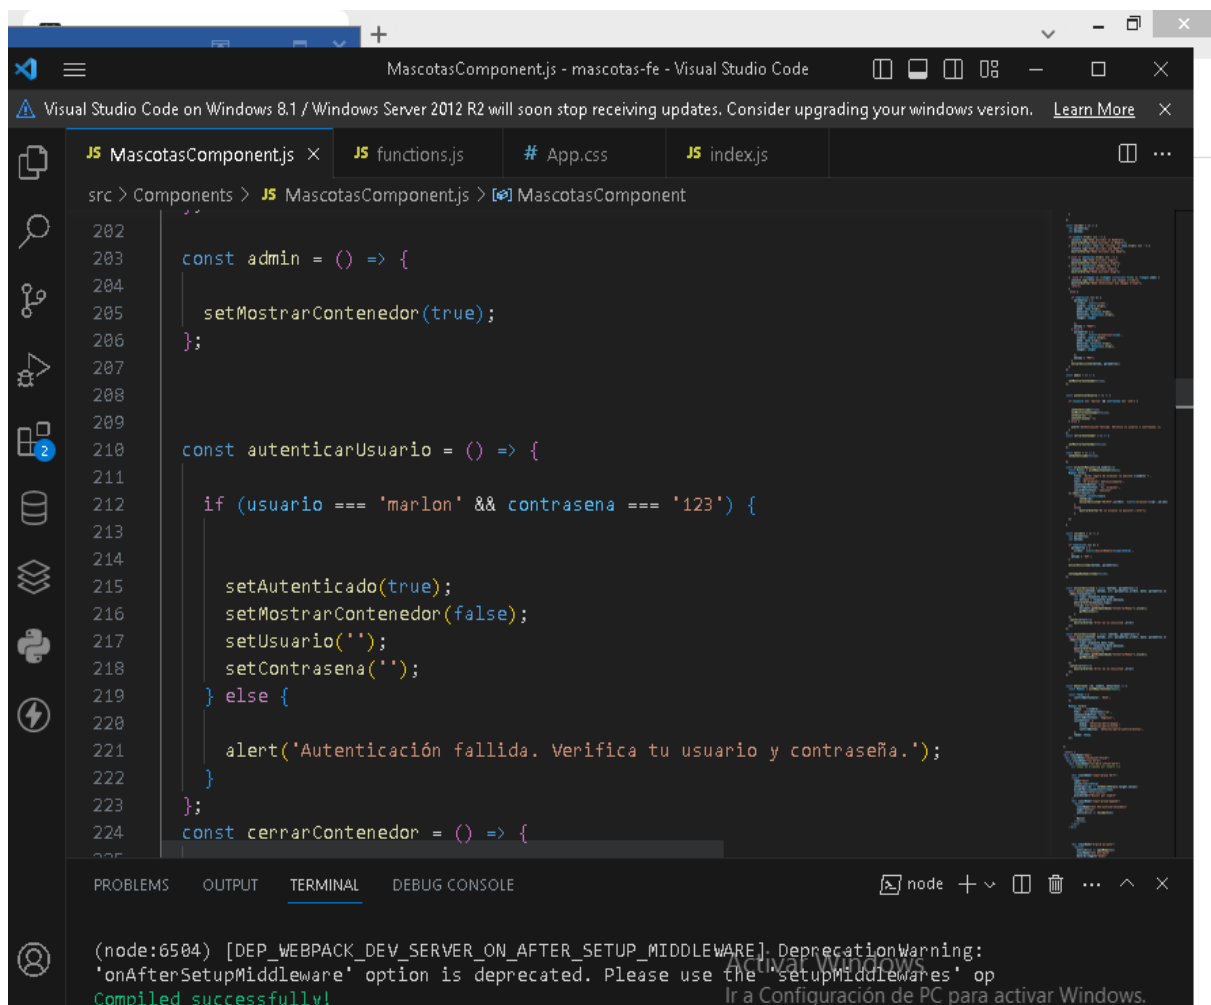 MascotasComponent.js - mascotas-fe - Visual Studio Code
Visual Studio Code on Windows 8.1 / Windows Server 2012 R2 will soon stop receiving updates. Consider upgrading your windows version. Learn More
JS MascotasComponent.js JS functions.js # App.css JS index.js
src > Components > JS MascotasComponent.js > MascotasComponent
202
203 const admin = () => {
204
205 setMostrarContenedor(true);
206 };
207
208
209
210 const autenticarUsuario = () => {
211
212 if (usuario === 'marlon' && contrasena === '123') {
213
214
215 setAutenticado(true);
216 setMostrarContenedor(false);
217 setUsuario('');
218 setContrasena('');
219 } else {
220
221 alert('Autenticación fallida. Verifica tu usuario y contraseña.');
222 }
223 };
224 const cerrarContenedor = () => {
2
PROBLEMS OUTPUT TERMINAL DEBUG CONSOLE node
(node:6504) [DEP_WEBPACK_DEV_SERVER_ON_AFTER_SETUP_MIDDLEWARE] DeprecationWarning:
'onAfterSetupMiddleware' option is deprecated. Please use the 'setupMiddlewares' op
Compiled successfully!
Activar Windows
Ir a Configuración de PC para activar Windows.